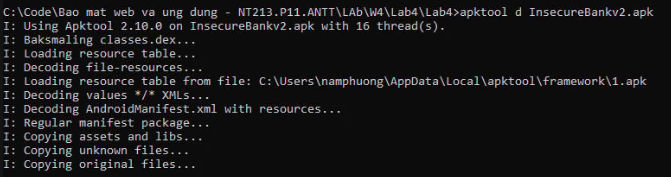 C:\Code\Bao mat web va ung dung - NT213.P11.ANTT\LAb\W4\Lab4\Lab4>apktool d InsecureBankv2.apk
I: Using Apktool 2.10.0 on InsecureBankv2.apk with 16 thread(s).
I: Baksmaling classes.dex...
I: Loading resource table...
I: Decoding file-resources...
I: Loading resource table from file: C:\Users\namphuong\AppData\Local\apktool\framework\1.apk
I: Decoding values */* XMLs...
I: Decoding AndroidManifest.xml with resources...
I: Regular manifest package...
I: Copying assets and libs...
I: Copying unknown files...
I: Copying original files...